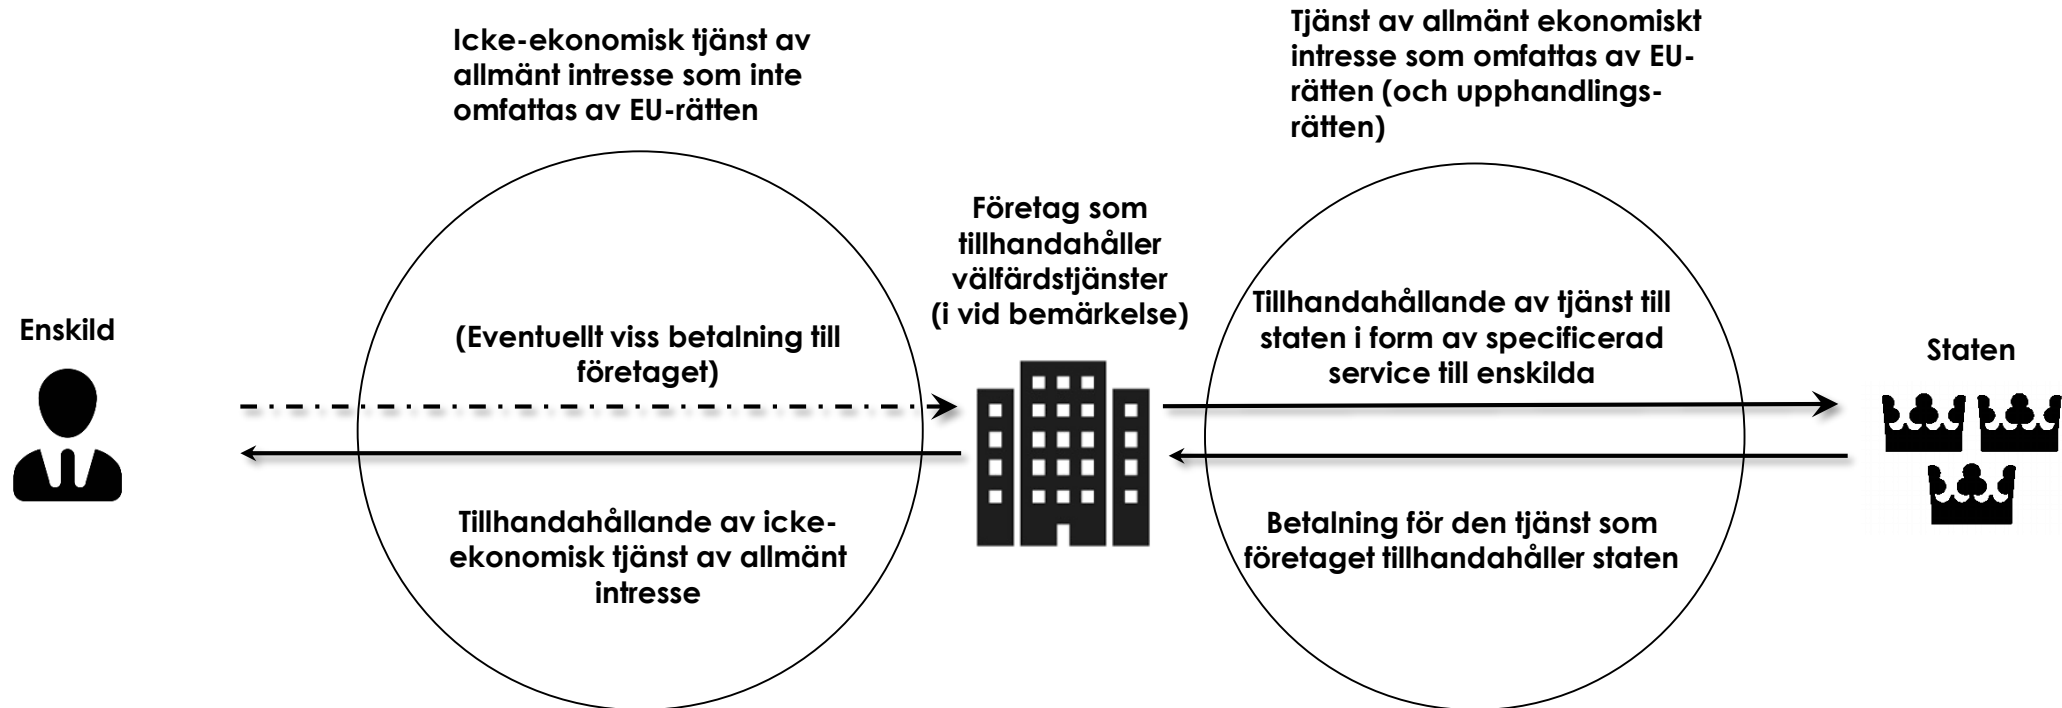 Icke-ekonomisk tjänst av
allmänt intresse som inte
omfattas av EU-rätten
Tjänst av allmänt ekonomiskt
intresse som omfattas av EU-
rätten (och upphandlings-
rätten)
Enskild
(Eventuellt viss betalning till
företaget)
Tillhandahållande av icke-
ekonomisk tjänst av allmänt
intresse
Företag som
tillhandahåller
välfärdstjänster
(i vid bemärkelse)
Tillhandahållande av tjänst till
staten i form av specificerad
service till enskilda
Betalning för den tjänst som
företaget tillhandahåller staten
Staten